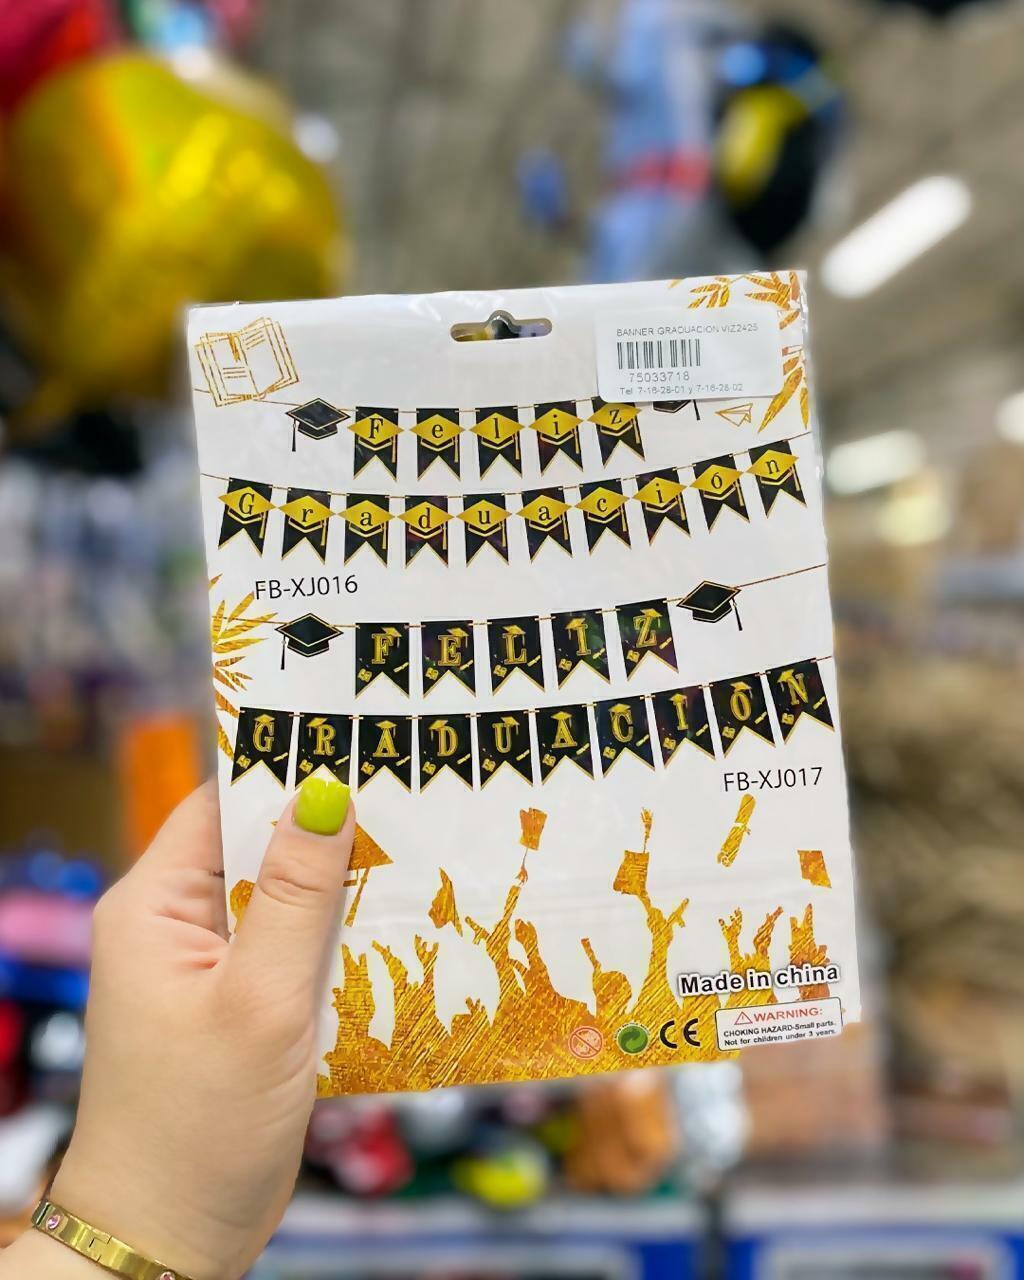 BANNER GRADUACION VIZ2425
75033718
Tel. 7-16-28-01 y 7-16-28-02
Feliz
Graduación
FB-XJ016
FELIZ
GRADUACIÓN
FB-XJ017
Made in china
WARNING:
CHOKING HAZARD-Small parts.
Not for children under 3 years.
CE